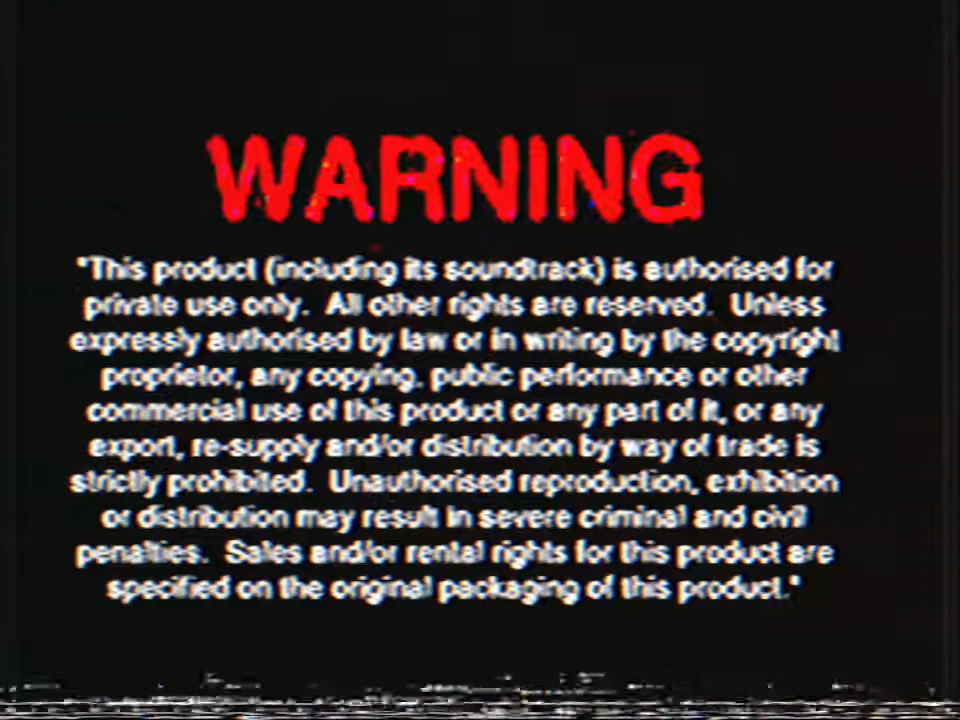 WARNING
"This product (including its soundtrack) is authorised for
private use only.  All other rights are reserved.  Unless
expressly authorised by law or in writing by the copyright
proprietor, any copying, public performance or other
commercial use of this product or any part of it, or any
export, re-supply and/or distribution by way of trade is
strictly prohibited.  Unauthorised reproduction, exhibition
or distribution may result in severe criminal and civil
penalties.  Sales and/or rental rights for this product are
specified on the original packaging of this product."